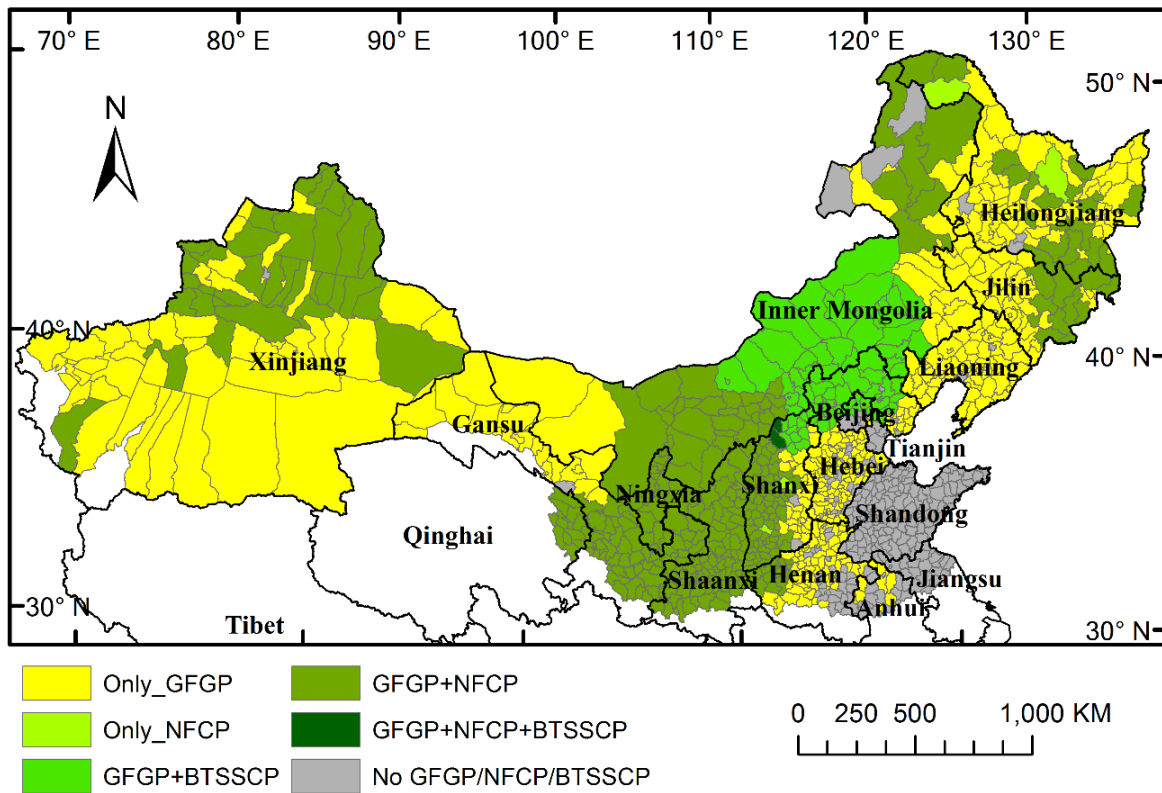 70° E 80° E 90° E 100° E 110° E 120° E 130° E
50° N
N
Heilongjiang
Jilin
Inner Mongolia
40° N
Xinjiang
40° N
Liaoning
Gansu
Beijing
Tianjin
Hebei
Ningxia
Shanxi
Shandong
Qinghai
Shaanxi
Henan
Jiangsu
Anhui
30° N
Tibet
30° N
Only_GFGP
GFGP+NFCP
Only_NFCP
GFGP+NFCP+BTSSCP
GFGP+BTSSCP
No GFGP/NFCP/BTSSCP
0 250 500 1,000 KM